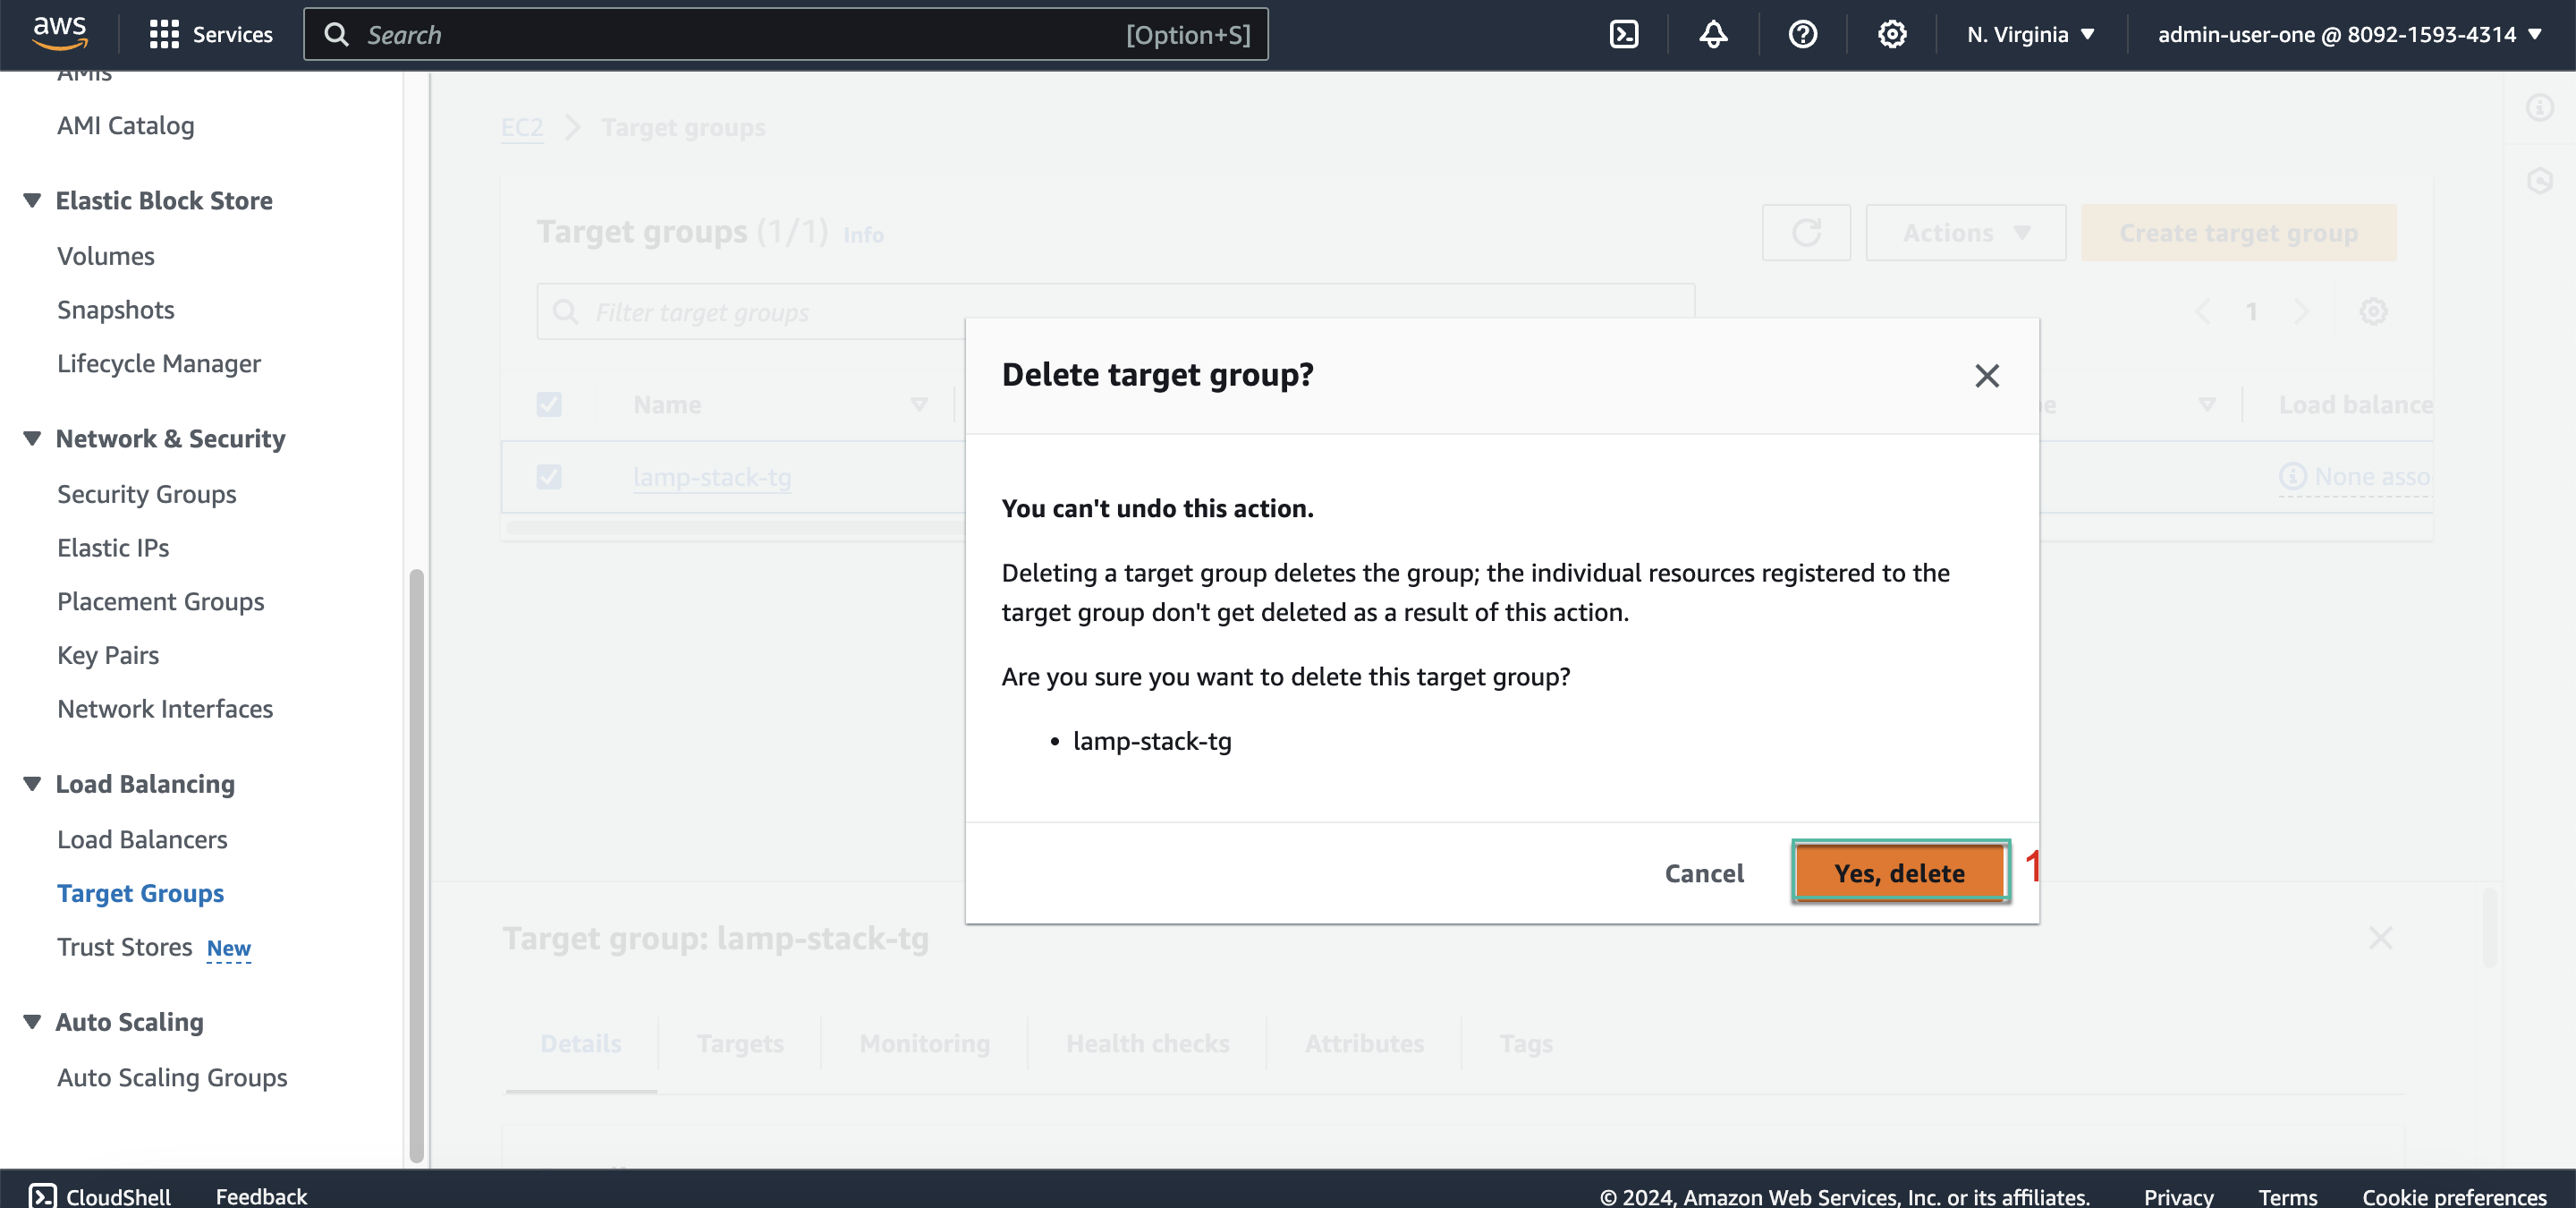 aws
Services
Search
[Option+S]
N. Virginia
admin-user-one @ 8092-1593-4314
AMIs
AMI Catalog
Elastic Block Store
Volumes
Snapshots
Lifecycle Manager
Network & Security
Security Groups
Elastic IPs
Placement Groups
Key Pairs
Network Interfaces
Load Balancing
Load Balancers
Target Groups
Trust Stores New
Auto Scaling
Auto Scaling Groups
EC2 Target groups
Target groups (1/1) Info
Actions
Create target group
Filter target groups
1
Name
Load balance
lamp-stack-tg
None asso
Delete target group?
You can't undo this action.
Deleting a target group deletes the group; the individual resources registered to the
target group don't get deleted as a result of this action.
Are you sure you want to delete this target group?
• lamp-stack-tg
Cancel
Yes, delete
1
Target group: lamp-stack-tg
Details
Targets
Monitoring
Health checks
Attributes
Tags
CloudShell
Feedback
© 2024, Amazon Web Services, Inc. or its affiliates.
Privacy
Terms
Cookie preferences